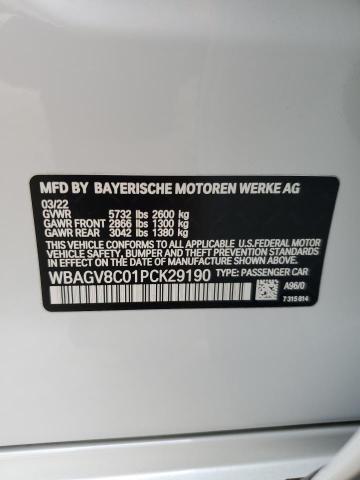 MFD BY BAYERISCHE MOTOREN WERKE AG
03/22
GVWR 5732 lbs 2600 kg
GAWR FRONT 2866 lbs 1300 kg
GAWR REAR 3042 lbs 1380 kg
THIS VEHICLE CONFORMS TO ALL APPLICABLE U.S.FEDERAL MOTOR
VEHICLE SAFETY, BUMPER, AND THEFT PREVENTION STANDARDS
IN EFFECT ON THE DATE OF MANUFACTURE SHOWN ABOVE.
WBAGV8C01PCK29190 TYPE: PASSENGER CAR
A96/0
7 315 814